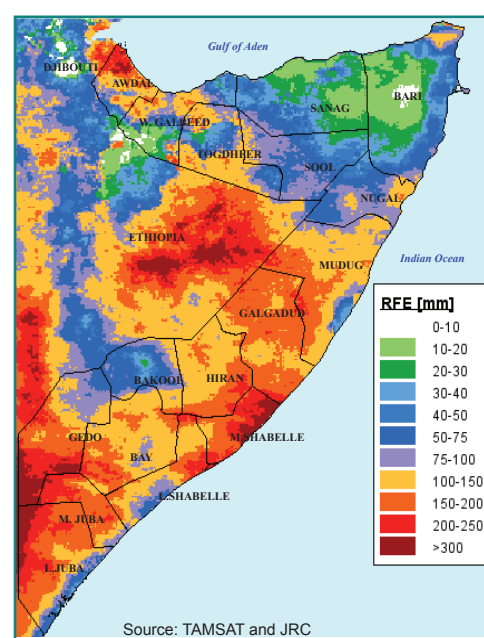 Gulf of Aden
DJIBOUTI
AWDAL
BARI
SANAG
W. GALBEED
TOGDHEER
SOOL
NUGAL
ETHIOPIA
Indian Ocean
MUDUG
GALGADUD
BAKOOL
HIRAN
GEDO
M.SHABELLE
BAY
L.SHABELLE
M. JUBA
L.JUBA
RFE [mm]
0-10
10-20
20-30
30-40
40-50
50-75
75-100
100-150
150-200
200-250
>300
Source: TAMSAT and JRC